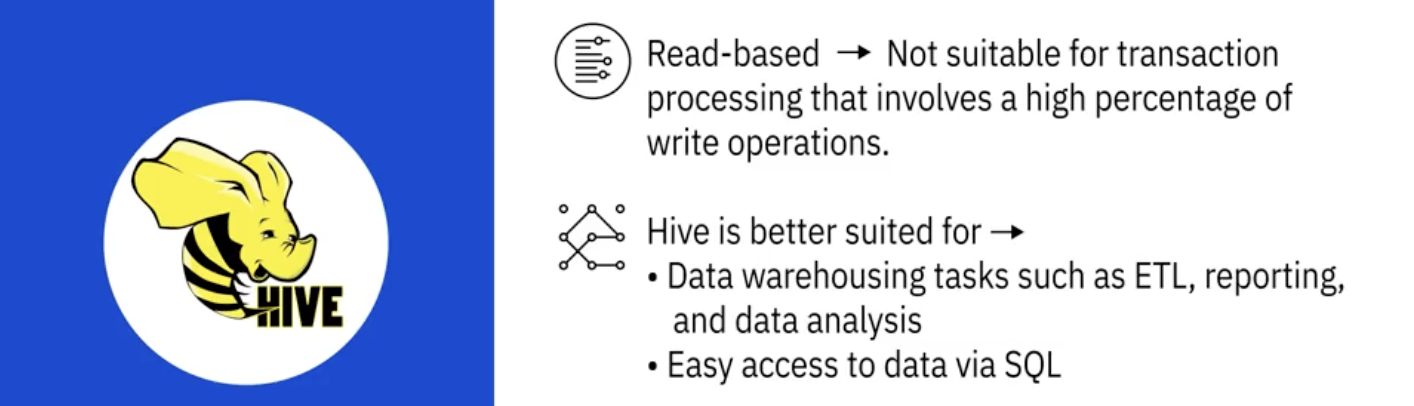 HIVE
Read-based → Not suitable for transaction
processing that involves a high percentage of
write operations.
Hive is better suited for →
• Data warehousing tasks such as ETL, reporting,
and data analysis
• Easy access to data via SQL